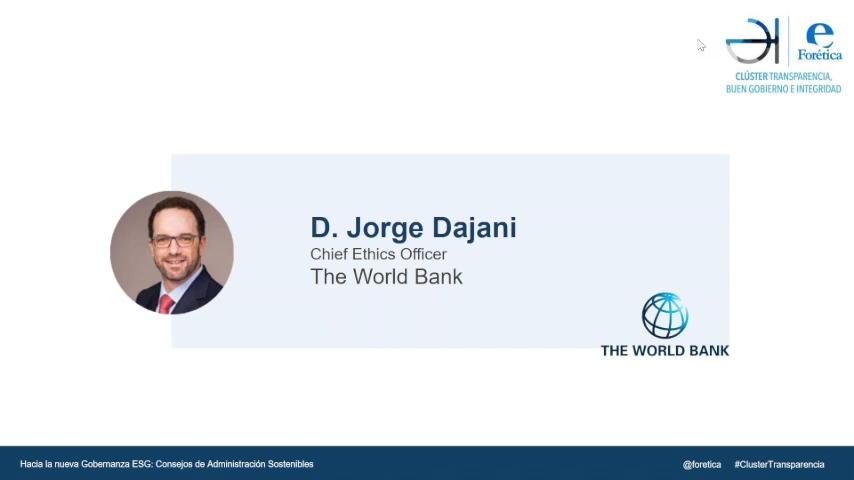 Forética
CLÚSTER TRANSPARENCIA,
BUEN GOBIERNO E INTEGRIDAD
D. Jorge Dajani
Chief Ethics Officer
The World Bank
THE WORLD BANK
Hacia la nueva Gobernanza ESG: Consejos de Administración Sostenibles
@foretica #ClusterTransparencia